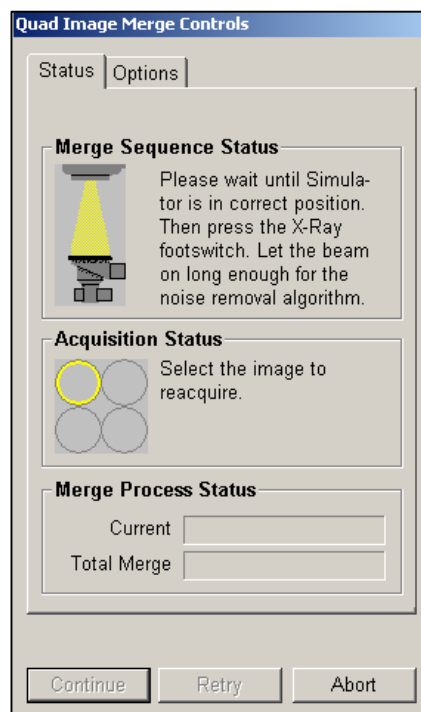 Quad Image Merge Controls
Status
Options
Merge Sequence Status
Please wait until Simula-
tor is in correct position.
Then press the X-Ray
footswitch. Let the beam
on long enough for the
noise removal algorithm.
Acquisition Status
Select the image to
reacquire.
Merge Process Status
Current
Total Merge
Continue
Retry
Abort